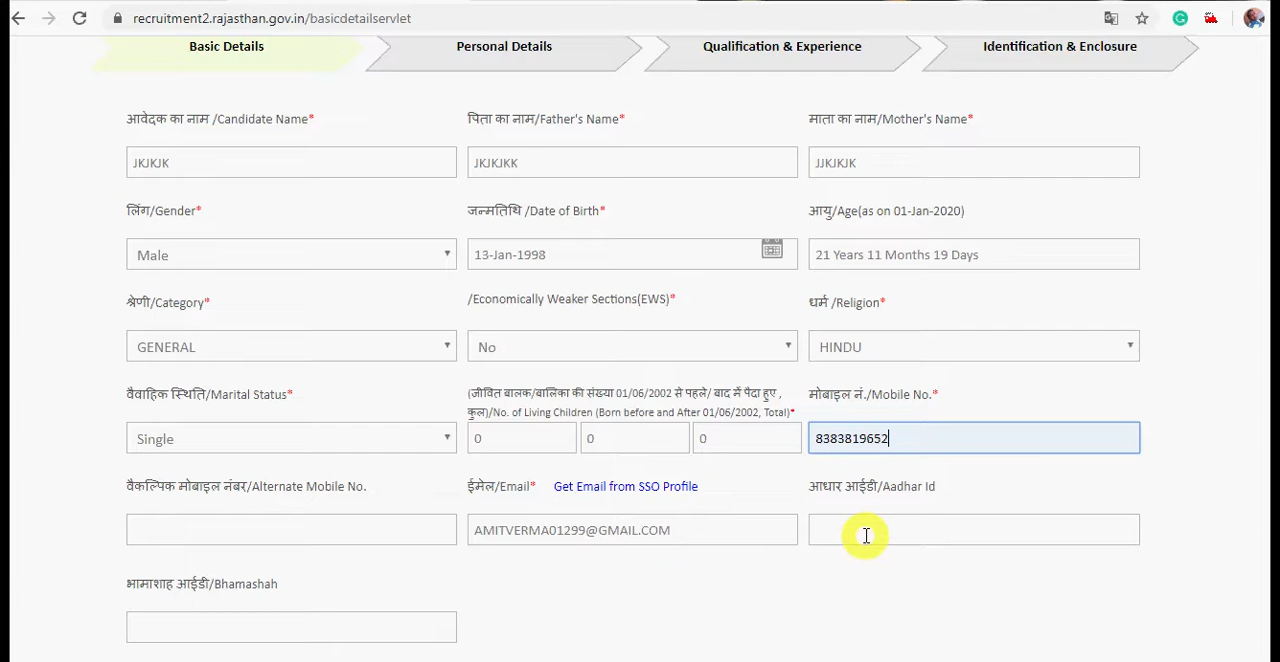 recruitment2.rajasthan.gov.in/basicdetailservlet
Basic Details Personal Details Qualification & Experience Identification & Enclosure
आवेदक का नाम /Candidate Name* पिता का नाम/Father's Name* माता का नाम/Mother's Name*
JKJKJK JKJKJKK JJKJKJK
लिंग/Gender* जन्मतिथि /Date of Birth* आयु/Age(as on 01-Jan-2020)
Male 13-Jan-1998 21 Years 11 Months 19 Days
श्रेणी/Category* /Economically Weaker Sections(EWS)* धर्म /Religion*
GENERAL No HINDU
वैवाहिक स्थिति/Marital Status* (जीवित बालक/बालिका की संख्या 01/06/2002 से पहले/ बाद में पैदा हुए , मोबाइल नं./Mobile No.*
कुल)/No. of Living Children (Born before and After 01/06/2002, Total)*
Single 0 0 0 8383819652
वैकल्पिक मोबाइल नंबर/Alternate Mobile No. ईमेल/Email* Get Email from SSO Profile आधार आईडी/Aadhar Id
AMITVERMA01299@GMAIL.COM
भामाशाह आईडी/Bhamashah